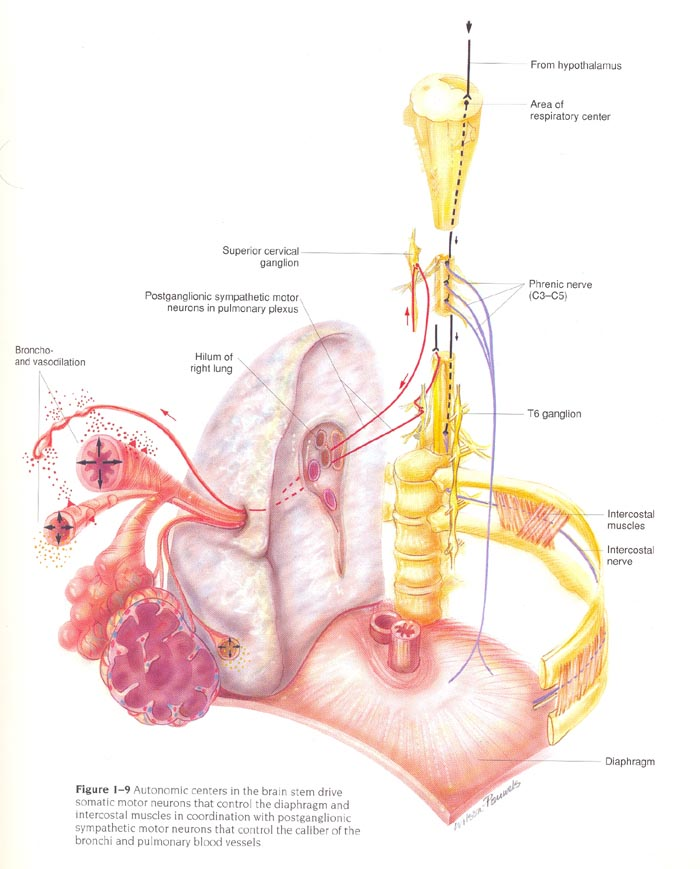 From hypothalamus
Area of
respiratory center
Superior cervical
ganglion
Phrenic nerve
(C3–C5)
Postganglionic sympathetic motor
neurons in pulmonary plexus
Broncho-
and vasodilation
Hilum of
right lung
T6 ganglion
Intercostal
muscles
Intercostal
nerve
Diaphragm
Figure 1–9 Autonomic centers in the brain stem drive
somatic motor neurons that control the diaphragm and
intercostal muscles in coordination with postganglionic
sympathetic motor neurons that control the caliber of the
bronchi and pulmonary blood vessels.
Pauwels